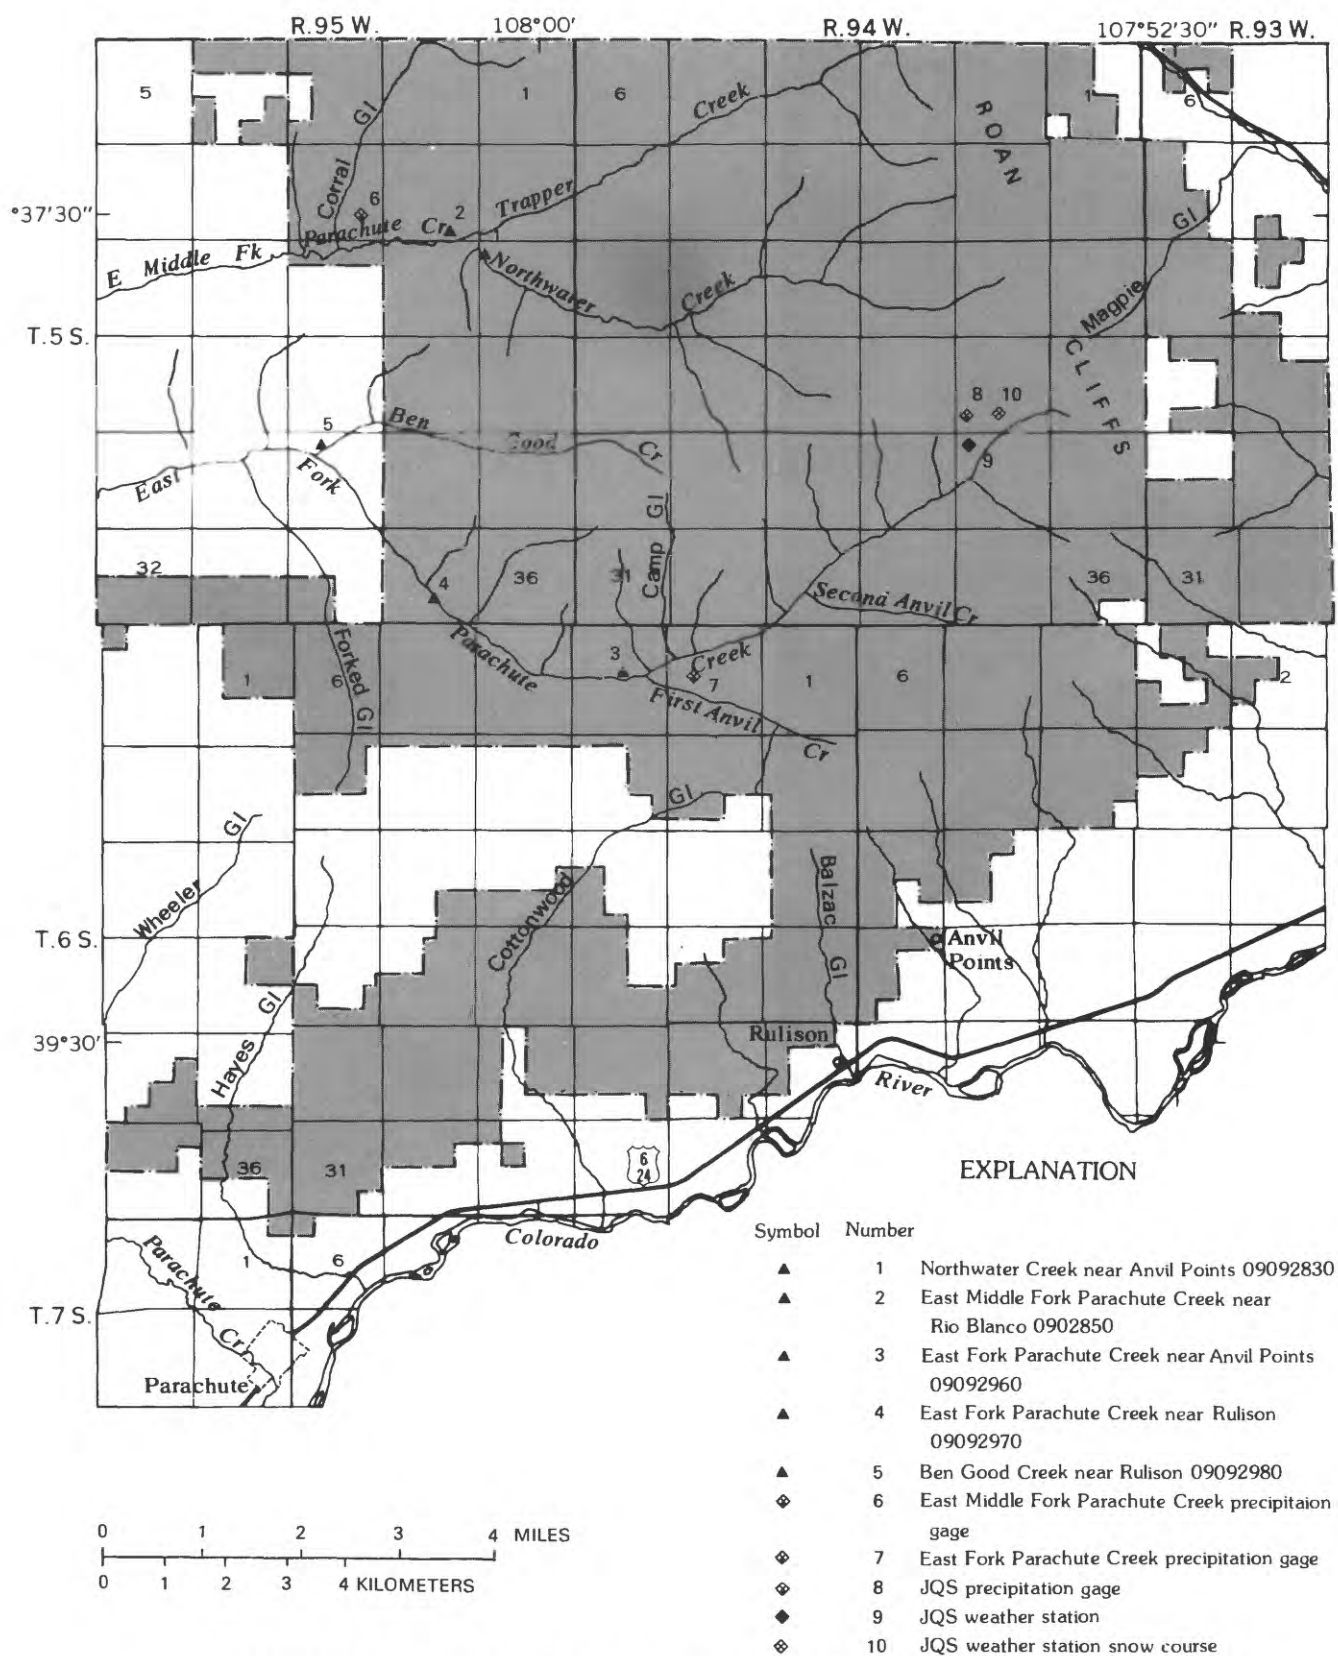 R.95 W.
108°00'
R.94 W.
107°52'30" R.93 W.
5
1
6
1
6
Corral Gl
Trapper Creek
ROAN
°37'30"
6
2
Parachute Cr
E Middle Fk
Northwater Creek
Magpie Gl
T.5 S.
CLIFFS
8
10
5
Ben Good Cr
9
East Fork
Camp Gl
32
4
36
31
36
31
Second Anvil Cr
Parachute Creek
Forked Gl
1
6
3
7
1
6
2
First Anvil Cr
Gl
Wheeler Gl
Cottonwood
Balzac Gl
T.6 S.
Anvil
Points
39°30'
Hayes Gl
Rulison
River
36
31
6
24
Colorado
Parachute Cr
1
6
T.7 S.
Parachute
EXPLANATION
Symbol Number
1 Northwater Creek near Anvil Points 09092830
2 East Middle Fork Parachute Creek near
Rio Blanco 0902850
3 East Fork Parachute Creek near Anvil Points
09092960
4 East Fork Parachute Creek near Rulison
09092970
5 Ben Good Creek near Rulison 09092980
6 East Middle Fork Parachute Creek precipitaion
gage
7 East Fork Parachute Creek precipitation gage
8 JQS precipitation gage
9 JQS weather station
10 JQS weather station snow course
0 1 2 3 4 MILES
0 1 2 3 4 KILOMETERS